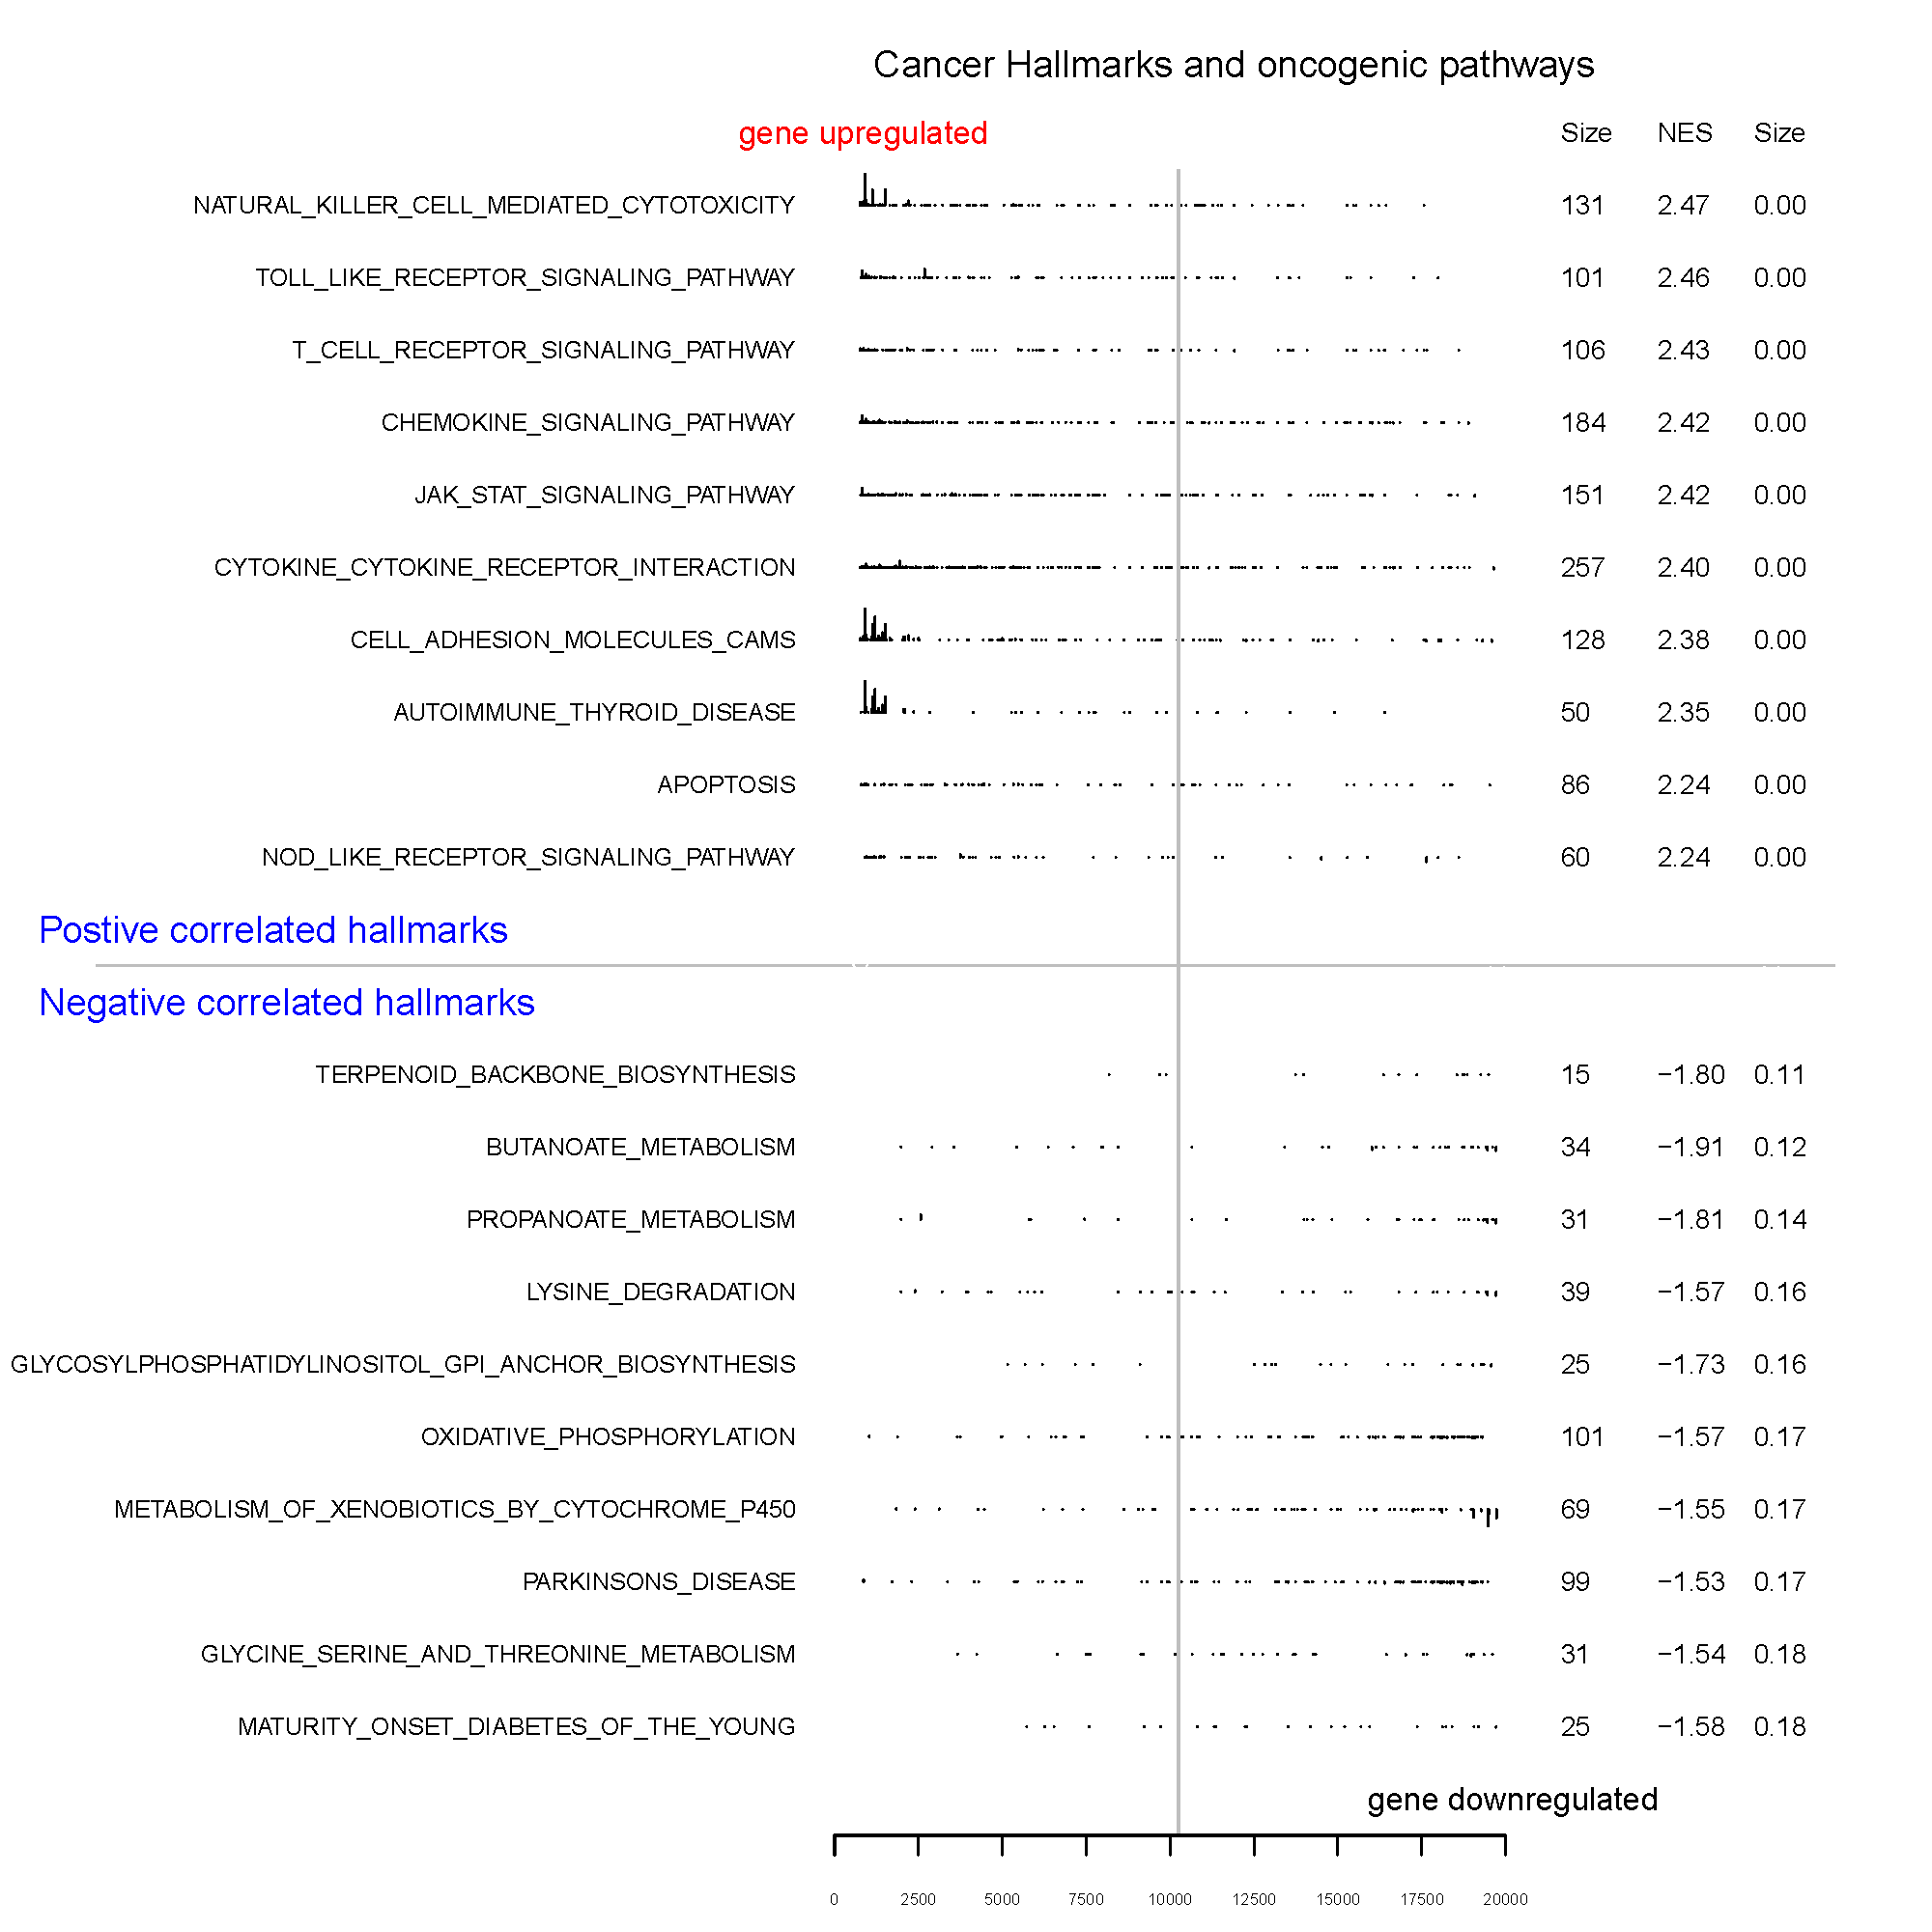 Cancer Hallmarks and oncogenic pathways
gene upregulated Size NES Size
NATURAL_KILLER_CELL_MEDIATED_CYTOTOXICITY 131 2.47 0.00
TOLL_LIKE_RECEPTOR_SIGNALING_PATHWAY 101 2.46 0.00
T_CELL_RECEPTOR_SIGNALING_PATHWAY 106 2.43 0.00
CHEMOKINE_SIGNALING_PATHWAY 184 2.42 0.00
JAK_STAT_SIGNALING_PATHWAY 151 2.42 0.00
CYTOKINE_CYTOKINE_RECEPTOR_INTERACTION 257 2.40 0.00
CELL_ADHESION_MOLECULES_CAMS 128 2.38 0.00
AUTOIMMUNE_THYROID_DISEASE 50 2.35 0.00
APOPTOSIS 86 2.24 0.00
NOD_LIKE_RECEPTOR_SIGNALING_PATHWAY 60 2.24 0.00
Postive correlated hallmarks
Negative correlated hallmarks
TERPENOID_BACKBONE_BIOSYNTHESIS 15 −1.80 0.11
BUTANOATE_METABOLISM 34 −1.91 0.12
PROPANOATE_METABOLISM 31 −1.81 0.14
LYSINE_DEGRADATION 39 −1.57 0.16
GLYCOSYLPHOSPHATIDYLINOSITOL_GPI_ANCHOR_BIOSYNTHESIS 25 −1.73 0.16
OXIDATIVE_PHOSPHORYLATION 101 −1.57 0.17
METABOLISM_OF_XENOBIOTICS_BY_CYTOCHROME_P450 69 −1.55 0.17
PARKINSONS_DISEASE 99 −1.53 0.17
GLYCINE_SERINE_AND_THREONINE_METABOLISM 31 −1.54 0.18
MATURITY_ONSET_DIABETES_OF_THE_YOUNG 25 −1.58 0.18
gene downregulated
0 2500 5000 7500 10000 12500 15000 17500 20000